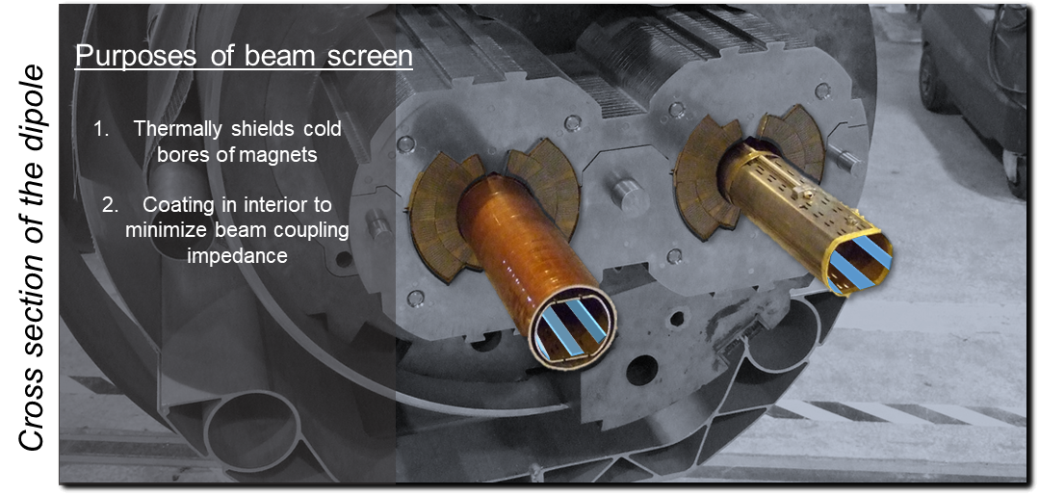 Cross section of the dipole
Purposes of beam screen
1. Thermally shields cold
bores of magnets
2. Coating in interior to
minimize beam coupling
impedance